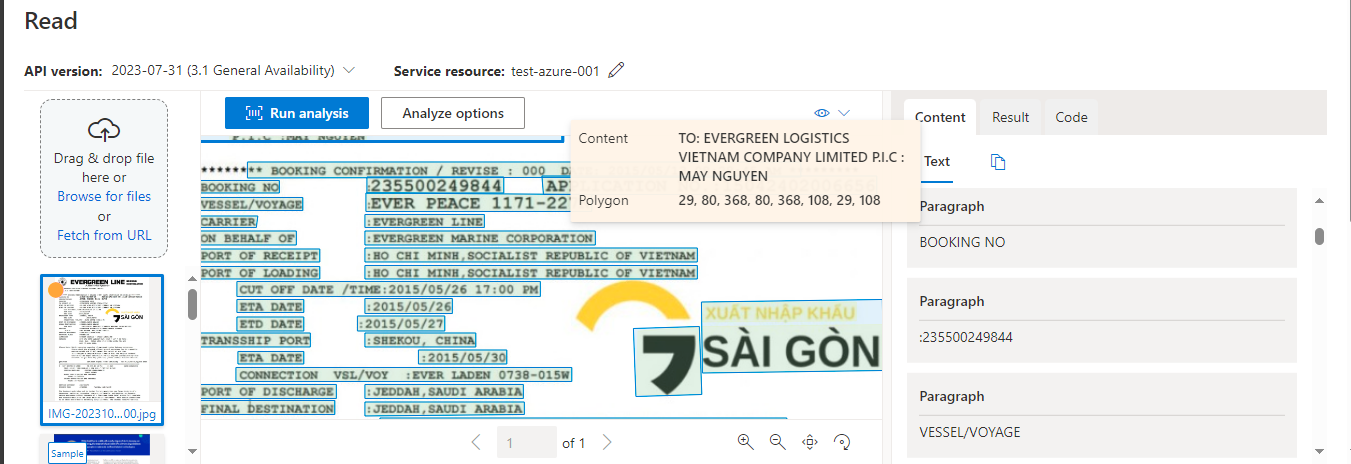 Read
API version: 2023-07-31 (3.1 General Availability)
Service resource: test-azure-001
Drag & drop file
here or
Browse for files
or
Fetch from URL
EVERGREEN LINE
SÀI GÒN
IMG-202310...00.jpg
Sample
Run analysis
Analyze options
P.I.C :MAY NGUYEN
Content
TO: EVERGREEN LOGISTICS
VIETNAM COMPANY LIMITED P.I.C :
MAY NGUYEN
Polygon
29, 80, 368, 80, 368, 108, 29, 108
******** BOOKING CONFIRMATION / REVISE : 000
BOOKING NO :235500249844
VESSEL/VOYAGE :EVER PEACE 1171-22
CARRIER :EVERGREEN LINE
ON BEHALF OF :EVERGREEN MARINE CORPORATION
PORT OF RECEIPT :HO CHI MINH,SOCIALIST REPUBLIC OF VIETNAM
PORT OF LOADING :HO CHI MINH,SOCIALIST REPUBLIC OF VIETNAM
CUT OFF DATE /TIME:2015/05/26 17:00 PM
ETA DATE :2015/05/26
ETD DATE :2015/05/27
TRANSSHIP PORT :SHEKOU, CHINA
ETA DATE :2015/05/30
CONNECTION VSL/VOY :EVER LADEN 0738-015W
PORT OF DISCHARGE :JEDDAH,SAUDI ARABIA
FINAL DESTINATION :JEDDAH,SAUDI ARABIA
XUẤT NHẬP KHẨU
SÀI GÒN
1 of 1
Content
Result
Code
Text
Paragraph
BOOKING NO
Paragraph
:235500249844
Paragraph
VESSEL/VOYAGE